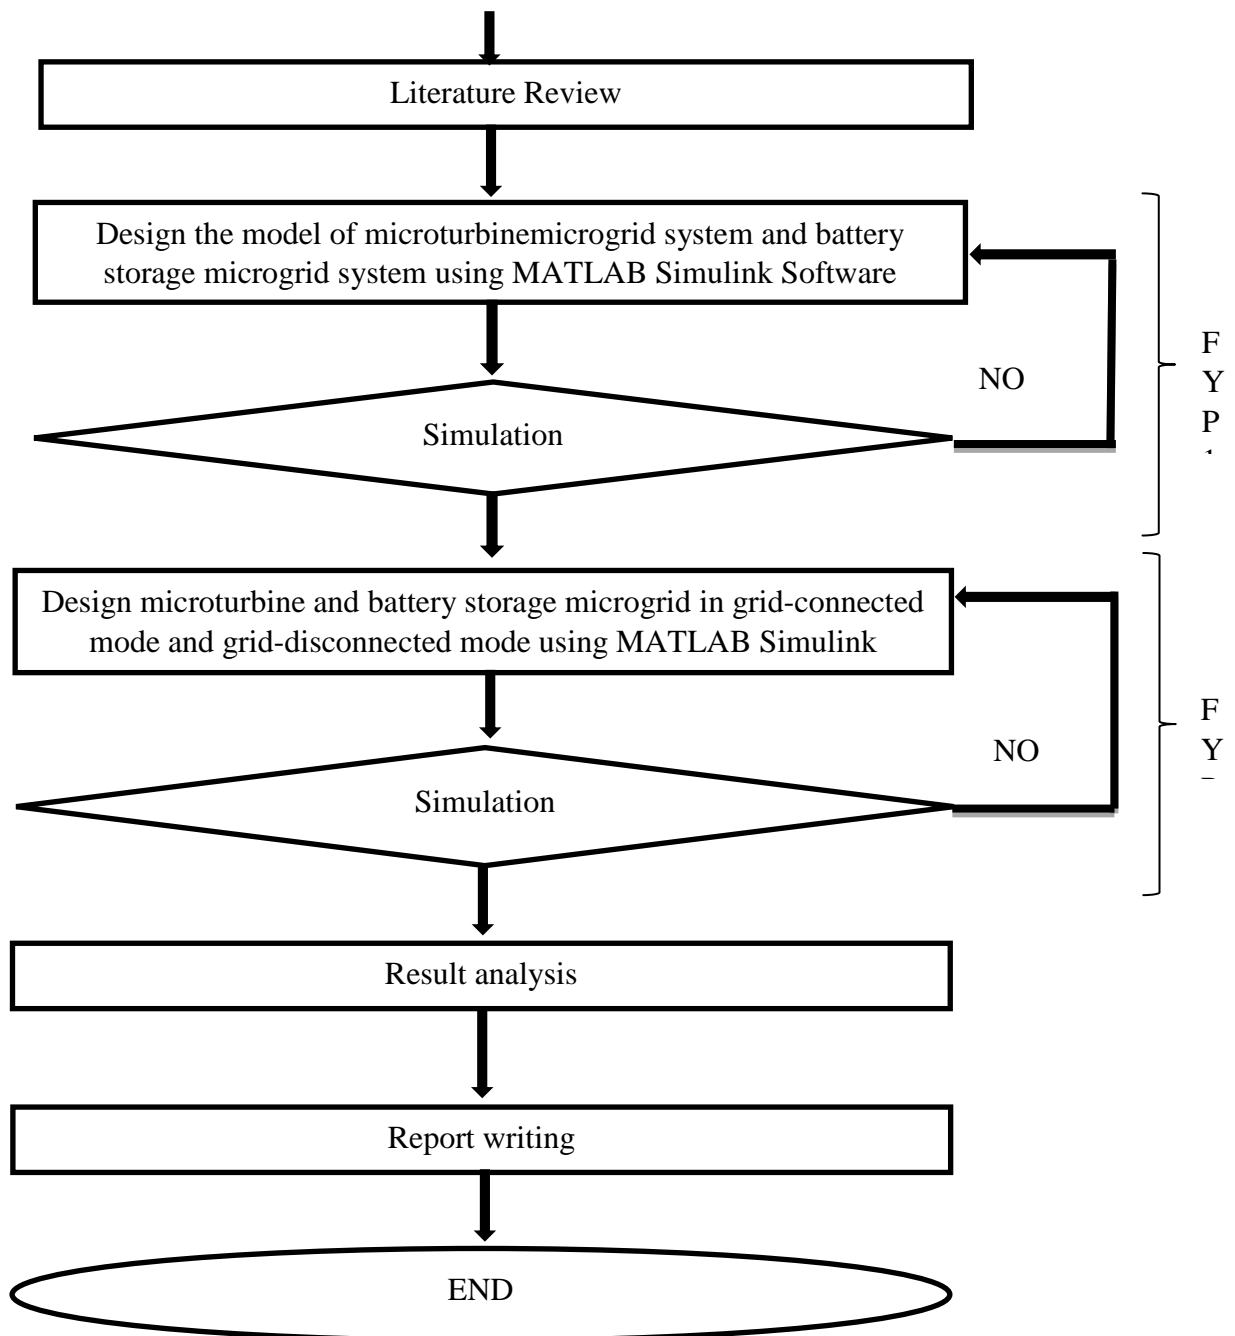 Literature Review
Design the model of microturbinemicrogrid system and battery
storage microgrid system using MATLAB Simulink Software
F
Y
P
NO
Simulation
Design microturbine and battery storage microgrid in grid-connected
mode and grid-disconnected mode using MATLAB Simulink
F
Y
NO
Simulation
Result analysis
Report writing
END